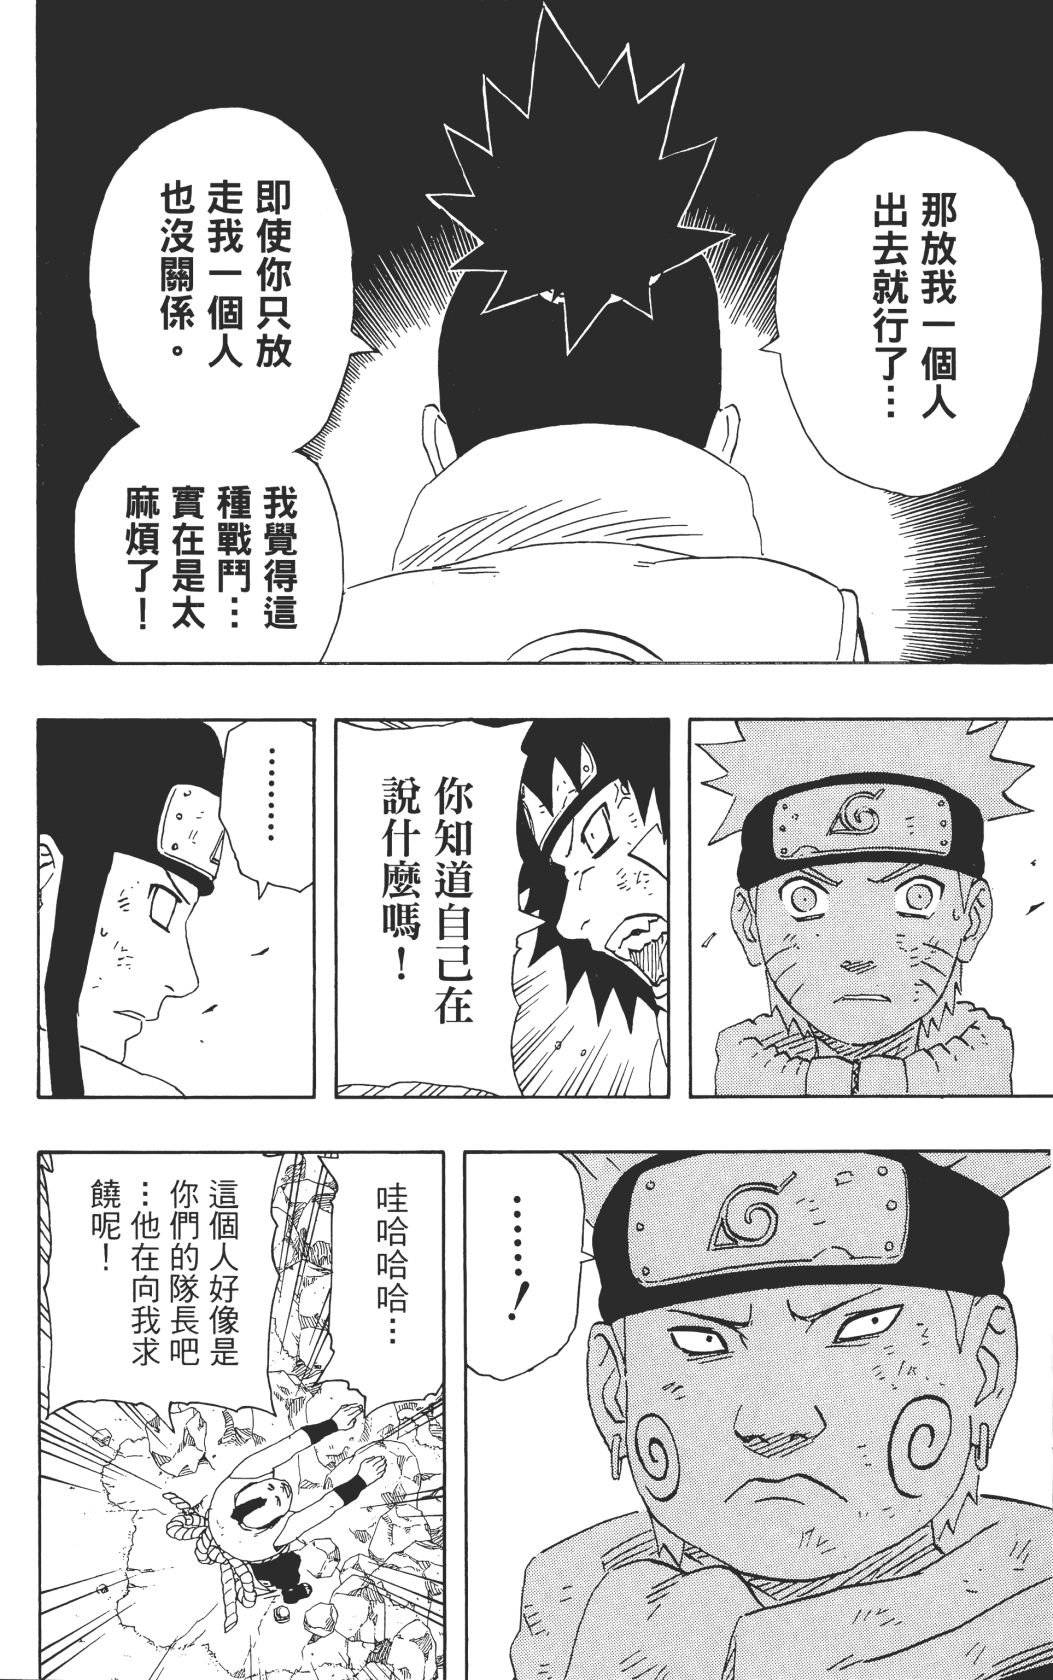 那放我一個人
出去就行了…
即使你只放
走我一個人
也沒關係。
我覺得這
種戰鬥…
實在是太
麻煩了！
你知道自己在
說什麼嗎！
………
…！
哇哈哈哈…
這個人好像是
你們的隊長吧
…他在向我求
饒呢！